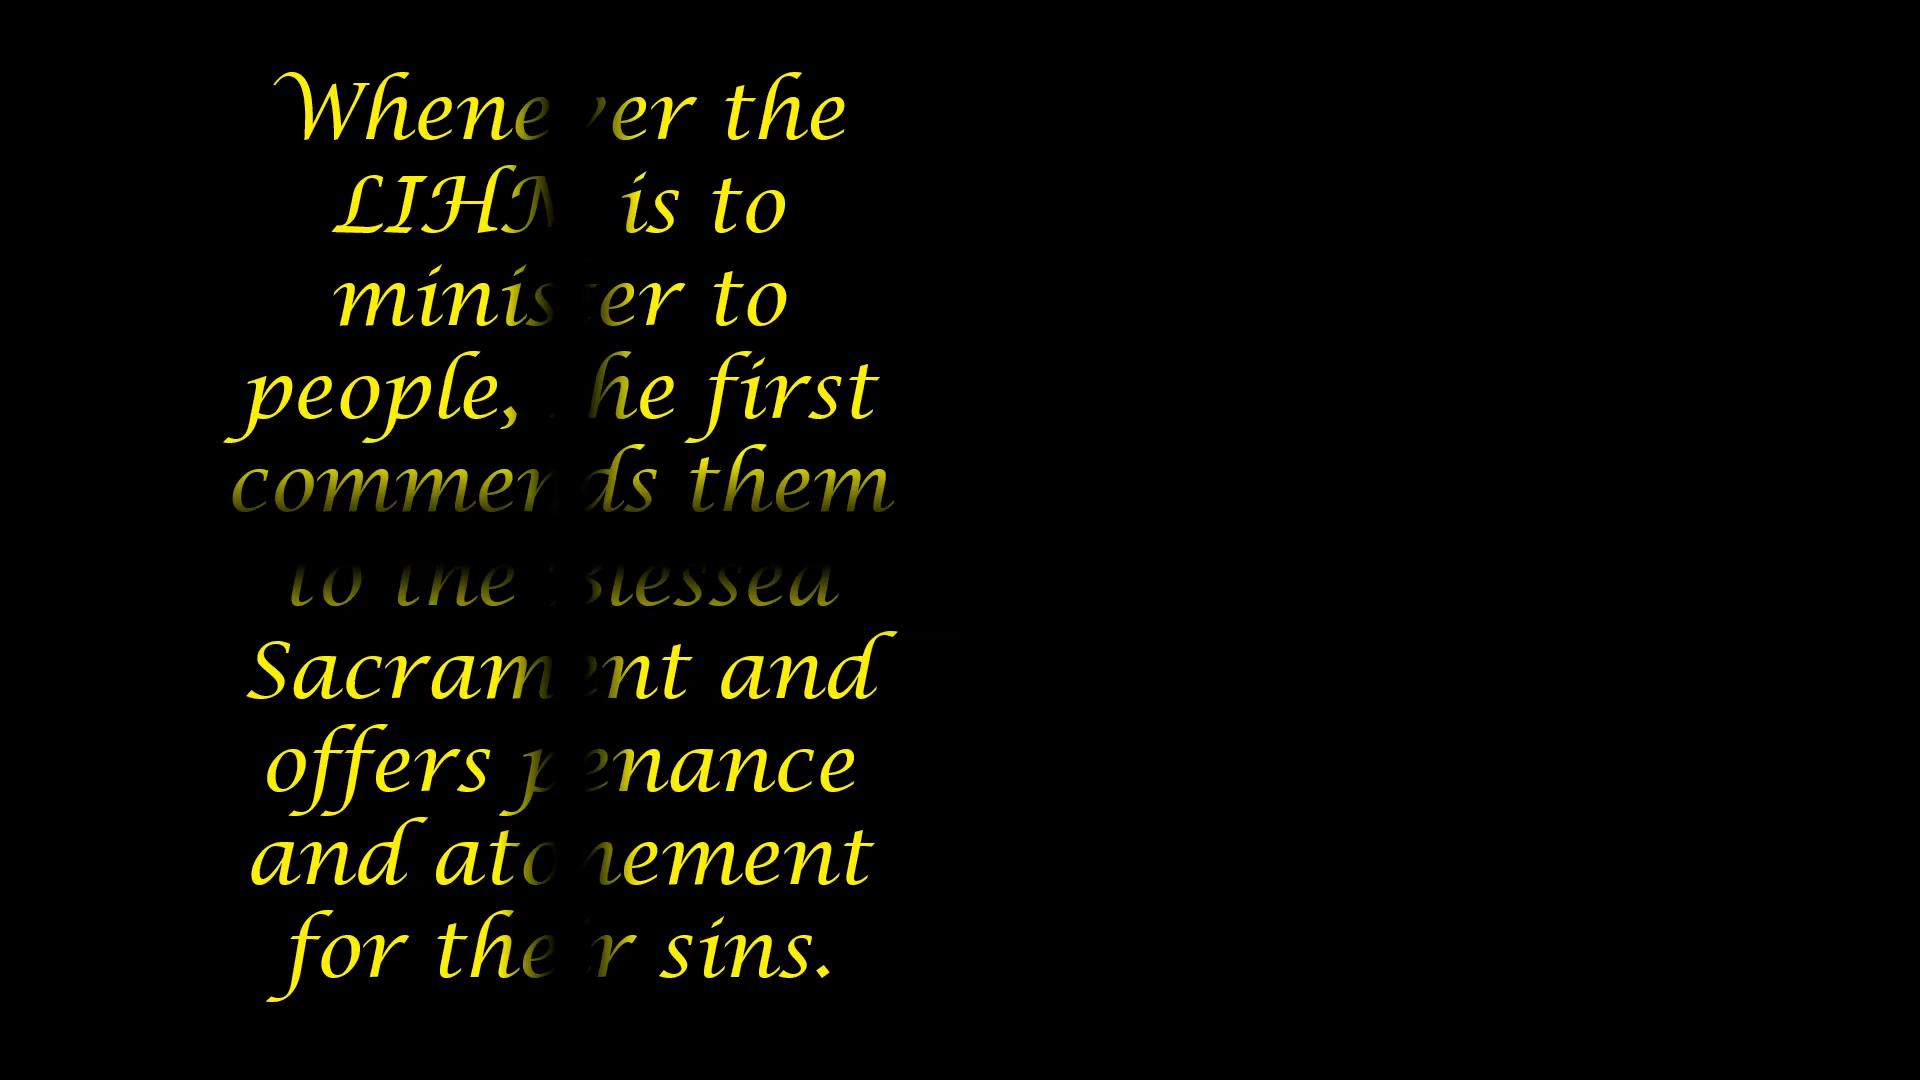 Whenever the
LIHM is to
minister to
people, she first
commends them
to the Blessed
Sacrament and
offers penance
and atonement
for their sins.